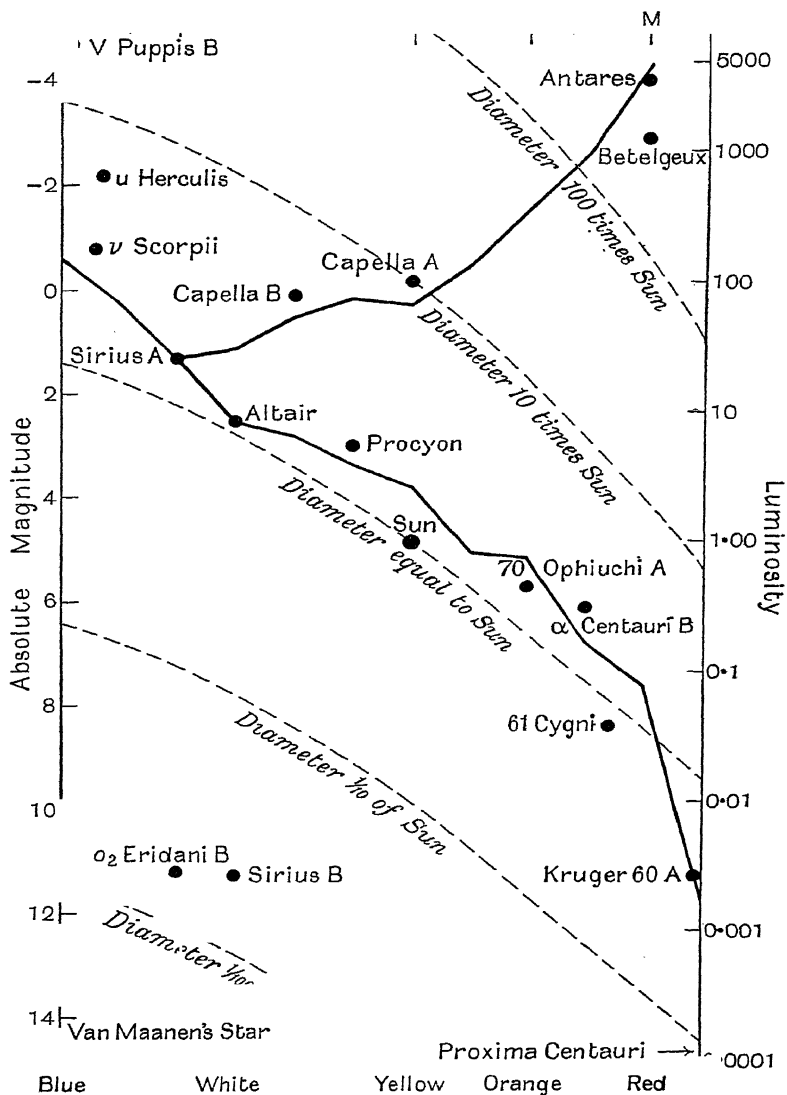 M
V Puppis B
5000
-4
Antares
Diameter 100 times Sun
Betelgeux
1000
-2
u Herculis
ν Scorpii
Capella A
0
Capella B
100
Diameter 10 times Sun
Sirius A
2
Altair
10
Procyon
Absolute Magnitude
Luminosity
4
Diameter equal to Sun
Sun
1·00
70 Ophiuchi A
6
α Centauri B
0·1
8
61 Cygni
Diameter 1/10 of Sun
10
0·01
o2 Eridani B
Sirius B
Kruger 60 A
12
Diameter
0·001
14
Van Maanen's Star
Proxima Centauri →
·0001
Blue
White
Yellow
Orange
Red